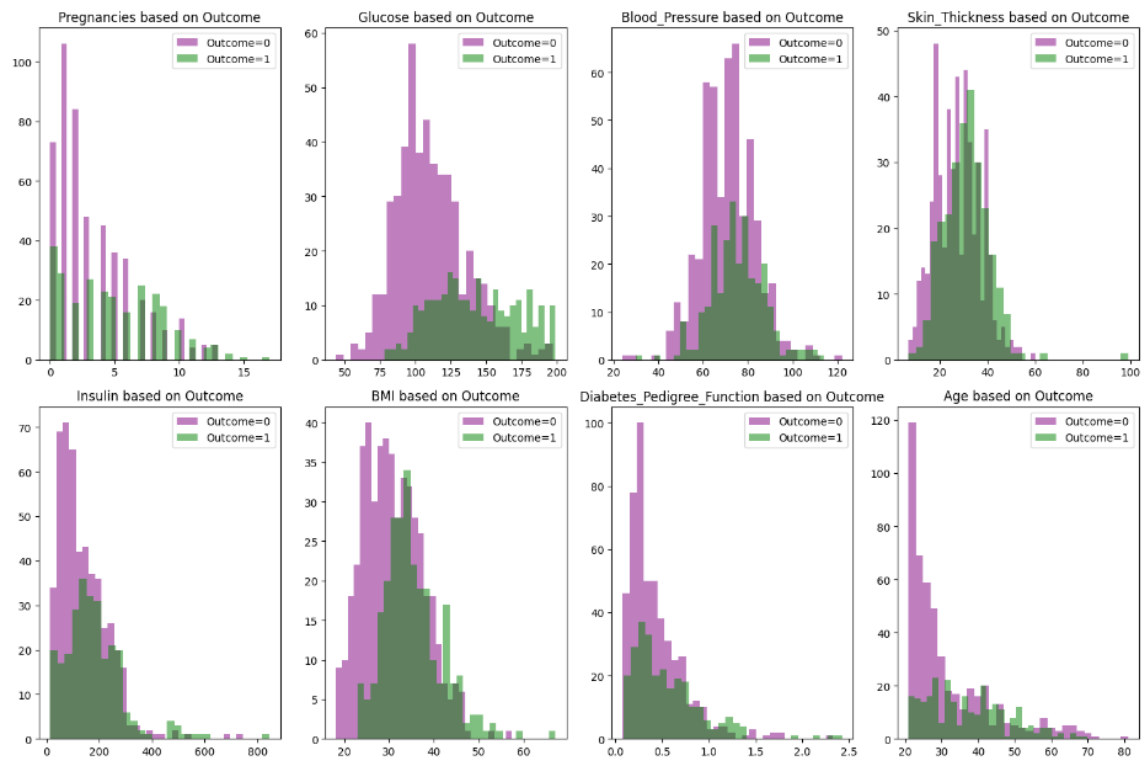 Pregnancies based on Outcome
Outcome=0
Outcome=1
100
80
60
40
20
0
0 5 10 15
Glucose based on Outcome
Outcome=0
Outcome=1
60
50
40
30
20
10
0
50 75 100 125 150 175 200
Blood_Pressure based on Outcome
Outcome=0
Outcome=1
60
50
40
30
20
10
0
20 40 60 80 100 120
Skin_Thickness based on Outcome
Outcome=0
Outcome=1
50
40
30
20
10
0
20 40 60 80 100
Insulin based on Outcome
Outcome=0
Outcome=1
70
60
50
40
30
20
10
0
0 200 400 600 800
BMI based on Outcome
Outcome=0
Outcome=1
40
35
30
25
20
15
10
5
0
20 30 40 50 60
Diabetes_Pedigree_Function based on Outcome
Outcome=0
Outcome=1
100
80
60
40
20
0
0.0 0.5 1.0 1.5 2.0 2.5
Age based on Outcome
Outcome=0
Outcome=1
120
100
80
60
40
20
0
20 30 40 50 60 70 80